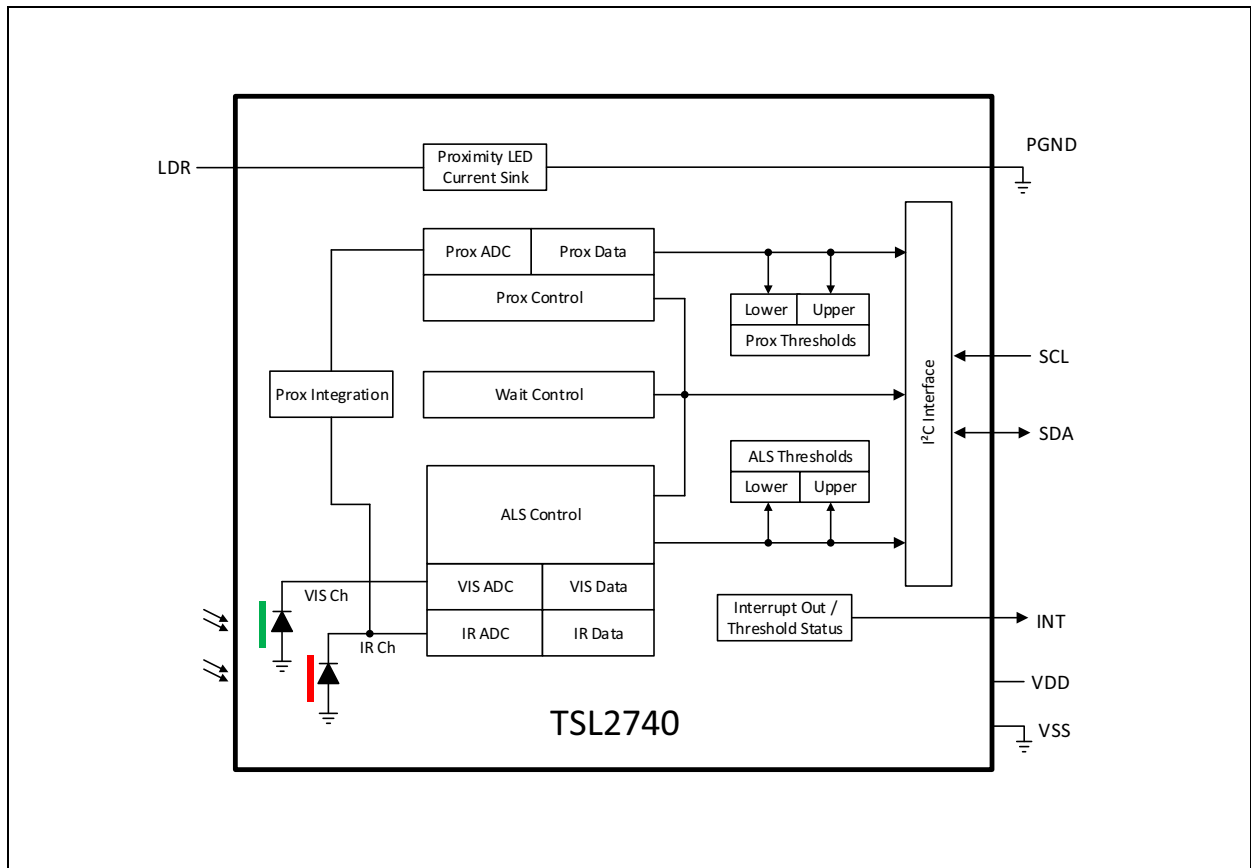 LDR
Proximity LED
Current Sink
PGND
Prox ADC
Prox Data
Prox Control
Lower
Upper
Prox Thresholds
SCL
Prox Integration
Wait Control
I²C Interface
SDA
ALS Thresholds
Lower
Upper
ALS Control
VIS Ch
VIS ADC
VIS Data
IR Ch
IR ADC
IR Data
Interrupt Out /
Threshold Status
INT
VDD
TSL2740
VSS